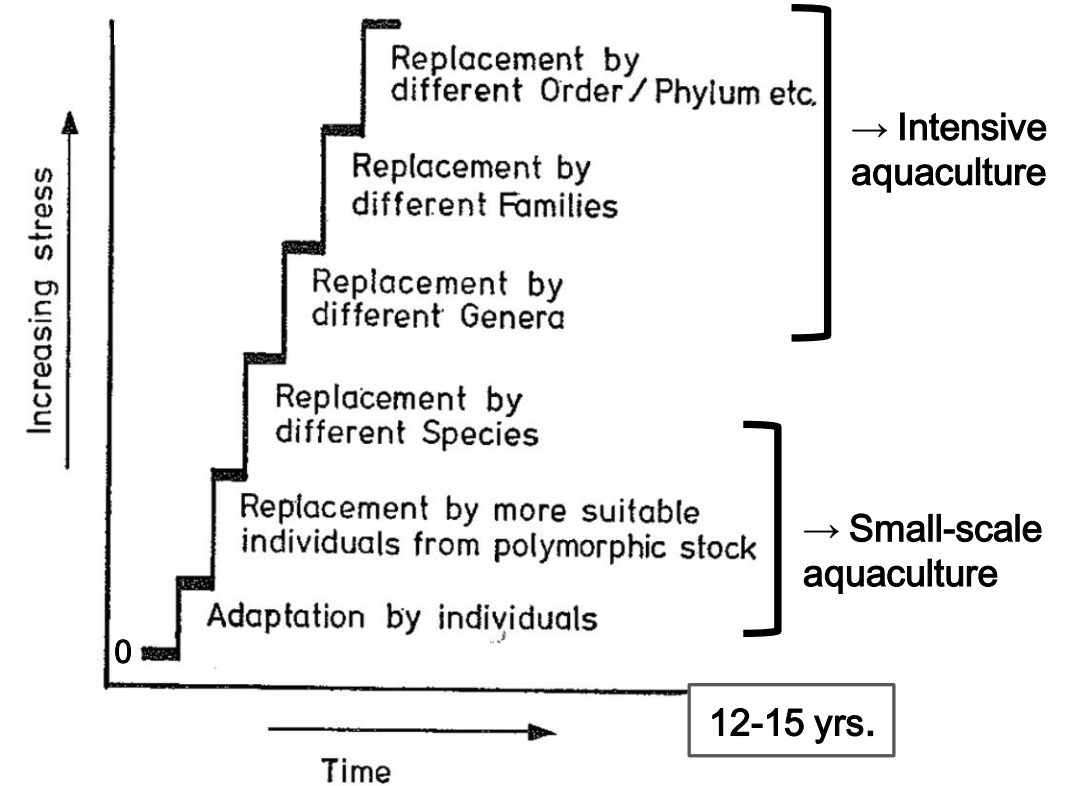 Replacement by
different Order/Phylum etc.
→ Intensive
aquaculture
Replacement by
different Families
Increasing stress
Replacement by
different Genera
Replacement by
different Species
Replacement by more suitable
individuals from polymorphic stock
→ Small-scale
aquaculture
Adaptation by individuals
0
12-15 yrs.
Time